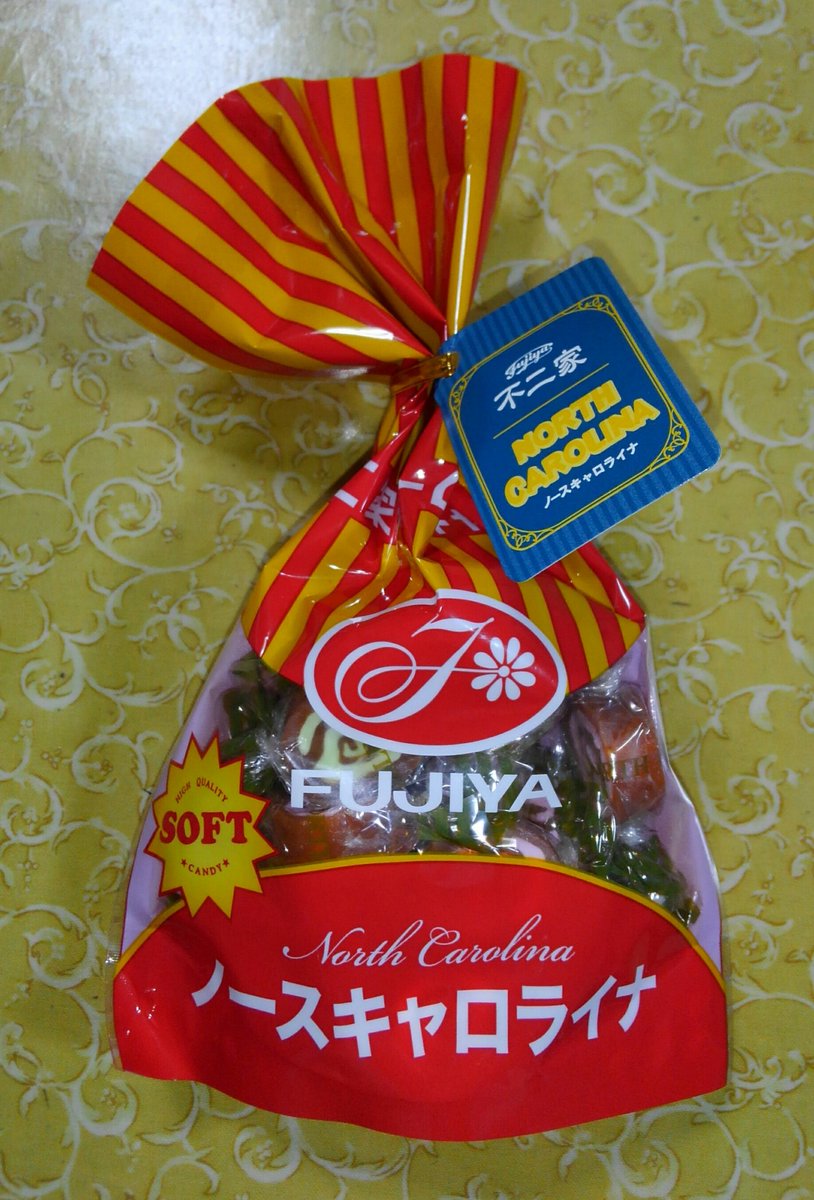 Fujiya
不二家
NORTH
CAROLINA
ノースキャロライナ
F
FUJIYA
HIGH QUALITY
SOFT
★CANDY★
North Carolina
ノースキャロライナ